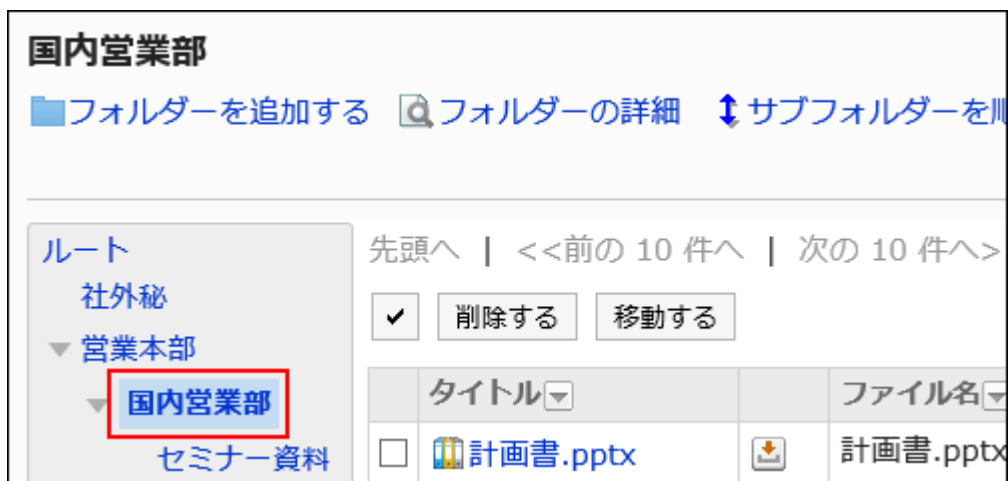 国内営業部
フォルダーを追加する フォルダーの詳細 サブフォルダーを
ルート
社外秘
営業本部
国内営業部
セミナー資料
先頭へ | <<前の 10 件へ | 次の 10 件へ>
削除する 移動する
タイトル ファイル名
計画書.pptx 計画書.pptx